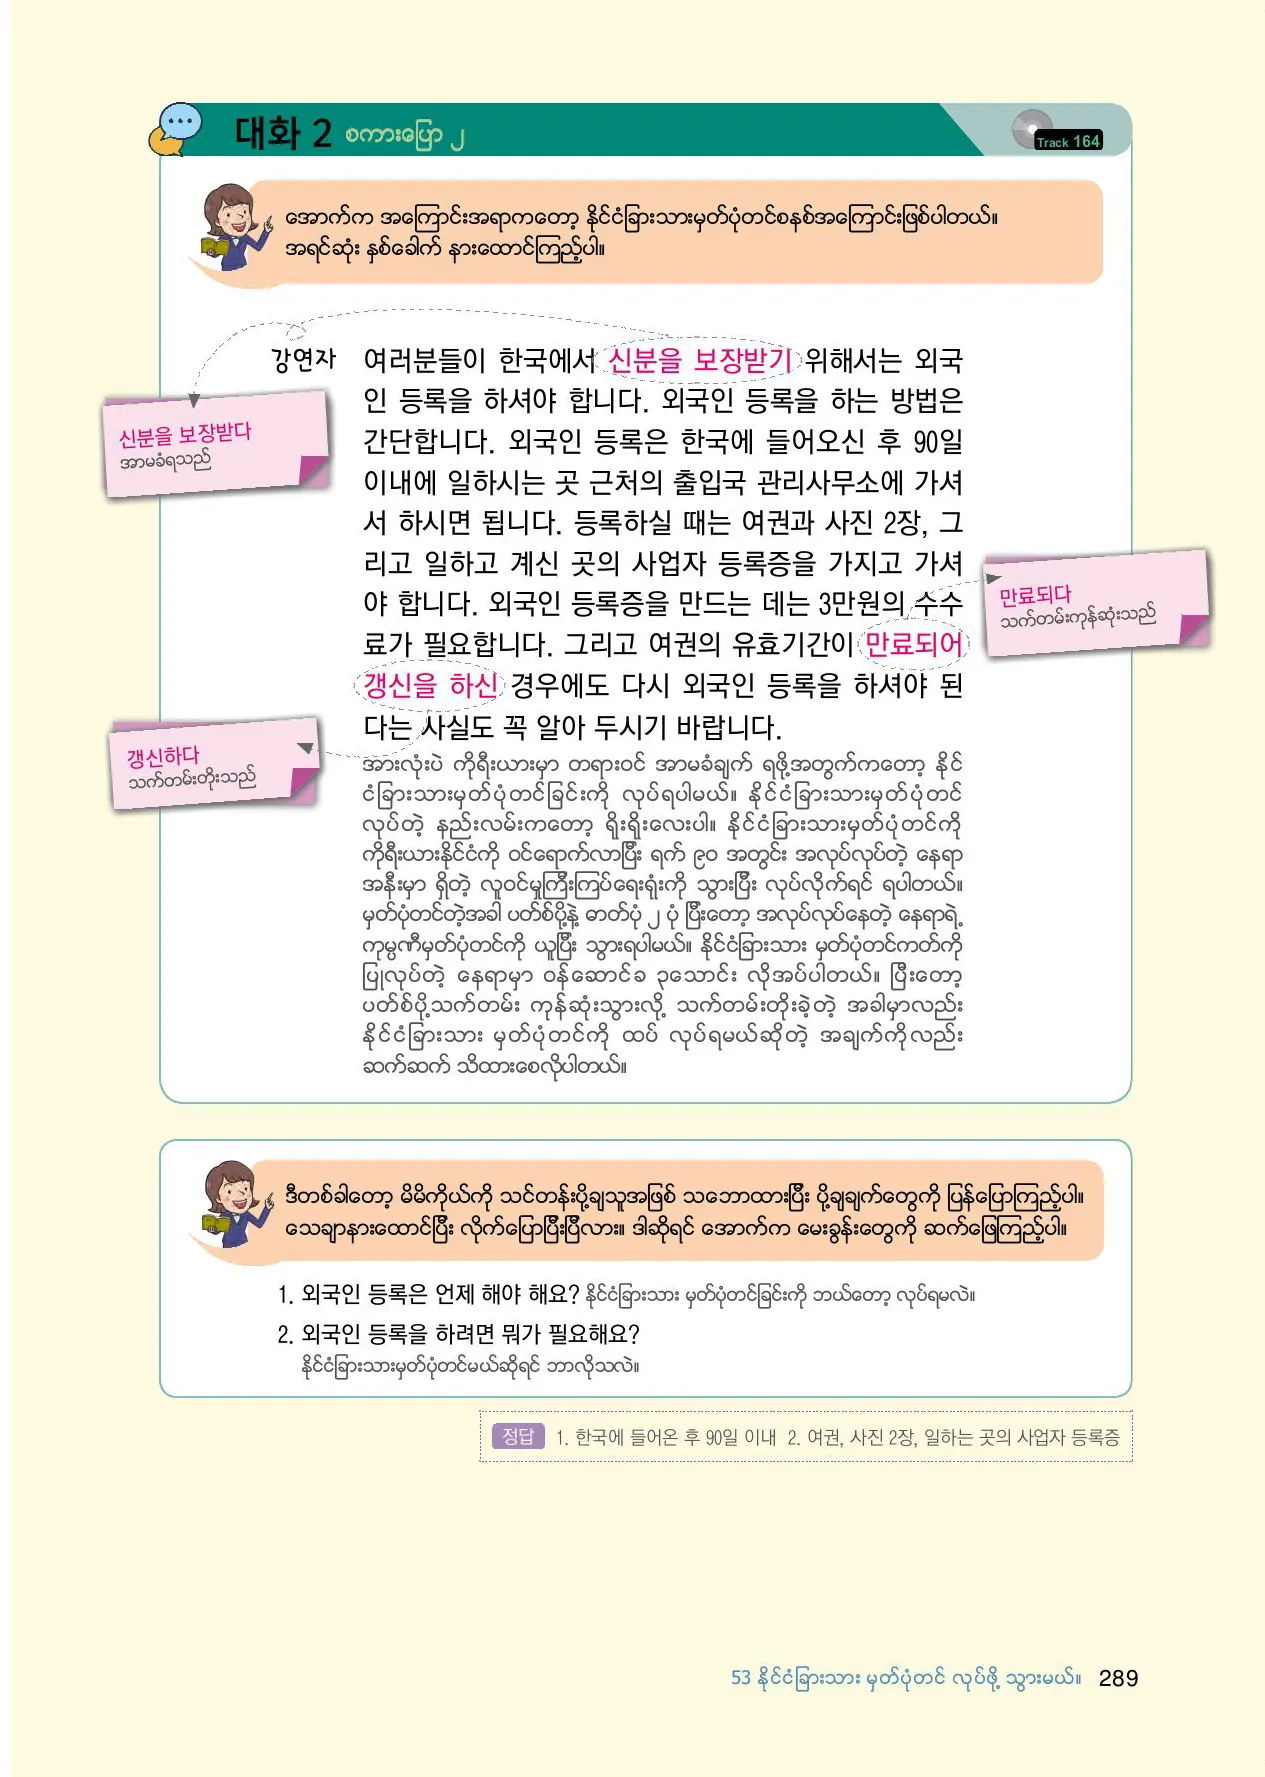 대화 2 စကားပြော ၂
Track 164
အောက်က အကြောင်းအရာကတော့ နိုင်ငံခြားသားမှတ်ပုံတင်စနစ်အကြောင်းဖြစ်ပါတယ်။
အရင်ဆုံး နှစ်ခေါက် နားထောင်ကြည့်ပါ။
강연자 여러분들이 한국에서 신분을 보장받기 위해서는 외국
인 등록을 하셔야 합니다. 외국인 등록을 하는 방법은
간단합니다. 외국인 등록은 한국에 들어오신 후 90일
이내에 일하시는 곳 근처의 출입국 관리사무소에 가셔
서 하시면 됩니다. 등록하실 때는 여권과 사진 2장, 그
리고 일하고 계신 곳의 사업자 등록증을 가지고 가셔
야 합니다. 외국인 등록증을 만드는 데는 3만원의 수수
료가 필요합니다. 그리고 여권의 유효기간이 만료되어
갱신을 하신 경우에도 다시 외국인 등록을 하셔야 된
다는 사실도 꼭 알아 두시기 바랍니다.
신분을 보장받다
အာမခံရသည်
만료되다
သက်တမ်းကုန်ဆုံးသည်
갱신하다
သက်တမ်းတိုးသည်
အားလုံးပဲ ကိုရီးယားမှာ တရားဝင် အာမခံချက် ရဖို့အတွက်ကတော့ နိုင်
ငံခြားသားမှတ်ပုံတင်ခြင်းကို လုပ်ရပါမယ်။ နိုင်ငံခြားသားမှတ်ပုံတင်
လုပ်တဲ့ နည်းလမ်းကတော့ ရိုးရိုးလေးပါ။ နိုင်ငံခြားသားမှတ်ပုံတင်ကို
ကိုရီးယားနိုင်ငံကို ဝင်ရောက်လာပြီး ရက် ၉၀ အတွင်း အလုပ်လုပ်တဲ့ နေရာ
အနီးမှာ ရှိတဲ့ လူဝင်မှုကြီးကြပ်ရေးရုံးကို သွားပြီး လုပ်လိုက်ရင် ရပါတယ်။
မှတ်ပုံတင်တဲ့အခါ ပတ်စ်ပို့နဲ့ ဓာတ်ပုံ ၂ ပုံ ပြီးတော့ အလုပ်လုပ်နေတဲ့ နေရာရဲ့
ကုမ္ပဏီမှတ်ပုံတင်ကို ယူပြီး သွားရပါမယ်။ နိုင်ငံခြားသား မှတ်ပုံတင်ကတ်ကို
ပြုလုပ်တဲ့ နေရာမှာ ဝန်ဆောင်ခ ၃သောင်း လိုအပ်ပါတယ်။ ပြီးတော့
ပတ်စ်ပို့သက်တမ်း ကုန်ဆုံးသွားလို့ သက်တမ်းတိုးခဲ့တဲ့ အခါမှာလည်း
နိုင်ငံခြားသား မှတ်ပုံတင်ကို ထပ် လုပ်ရမယ်ဆိုတဲ့ အချက်ကိုလည်း
ဆက်ဆက် သိထားစေလိုပါတယ်။
ဒီတစ်ခါတော့ မိမိကိုယ်ကို သင်တန်းပို့ချသူအဖြစ် သဘောထားပြီး ပို့ချချက်တွေကို ပြန်ပြောကြည့်ပါ။
သေချာနားထောင်ပြီး လိုက်ပြောပြီးပြီလား။ ဒါဆိုရင် အောက်က မေးခွန်းတွေကို ဆက်ဖြေကြည့်ပါ။
1. 외국인 등록은 언제 해야 해요? နိုင်ငံခြားသား မှတ်ပုံတင်ခြင်းကို ဘယ်တော့ လုပ်ရမလဲ။
2. 외국인 등록을 하려면 뭐가 필요해요?
နိုင်ငံခြားသားမှတ်ပုံတင်မယ်ဆိုရင် ဘာလိုသလဲ။
정답 1. 한국에 들어온 후 90일 이내 2. 여권, 사진 2장, 일하는 곳의 사업자 등록증
53 နိုင်ငံခြားသား မှတ်ပုံတင် လုပ်ဖို့ သွားမယ်။ 289